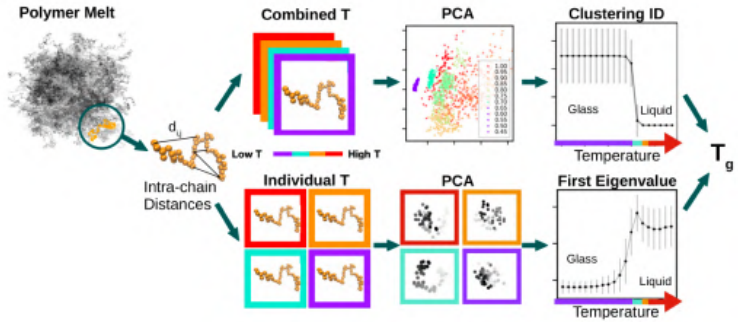 Polymer Melt
d_ij
Intra-chain
Distances
Combined T
PCA
1.00
0.95
0.90
0.85
0.80
0.75
0.70
0.65
0.60
0.55
0.50
0.45
Clustering ID
Glass
Liquid
Temperature
Low T
High T
Individual T
PCA
First Eigenvalue
Glass
Liquid
Temperature
T_g